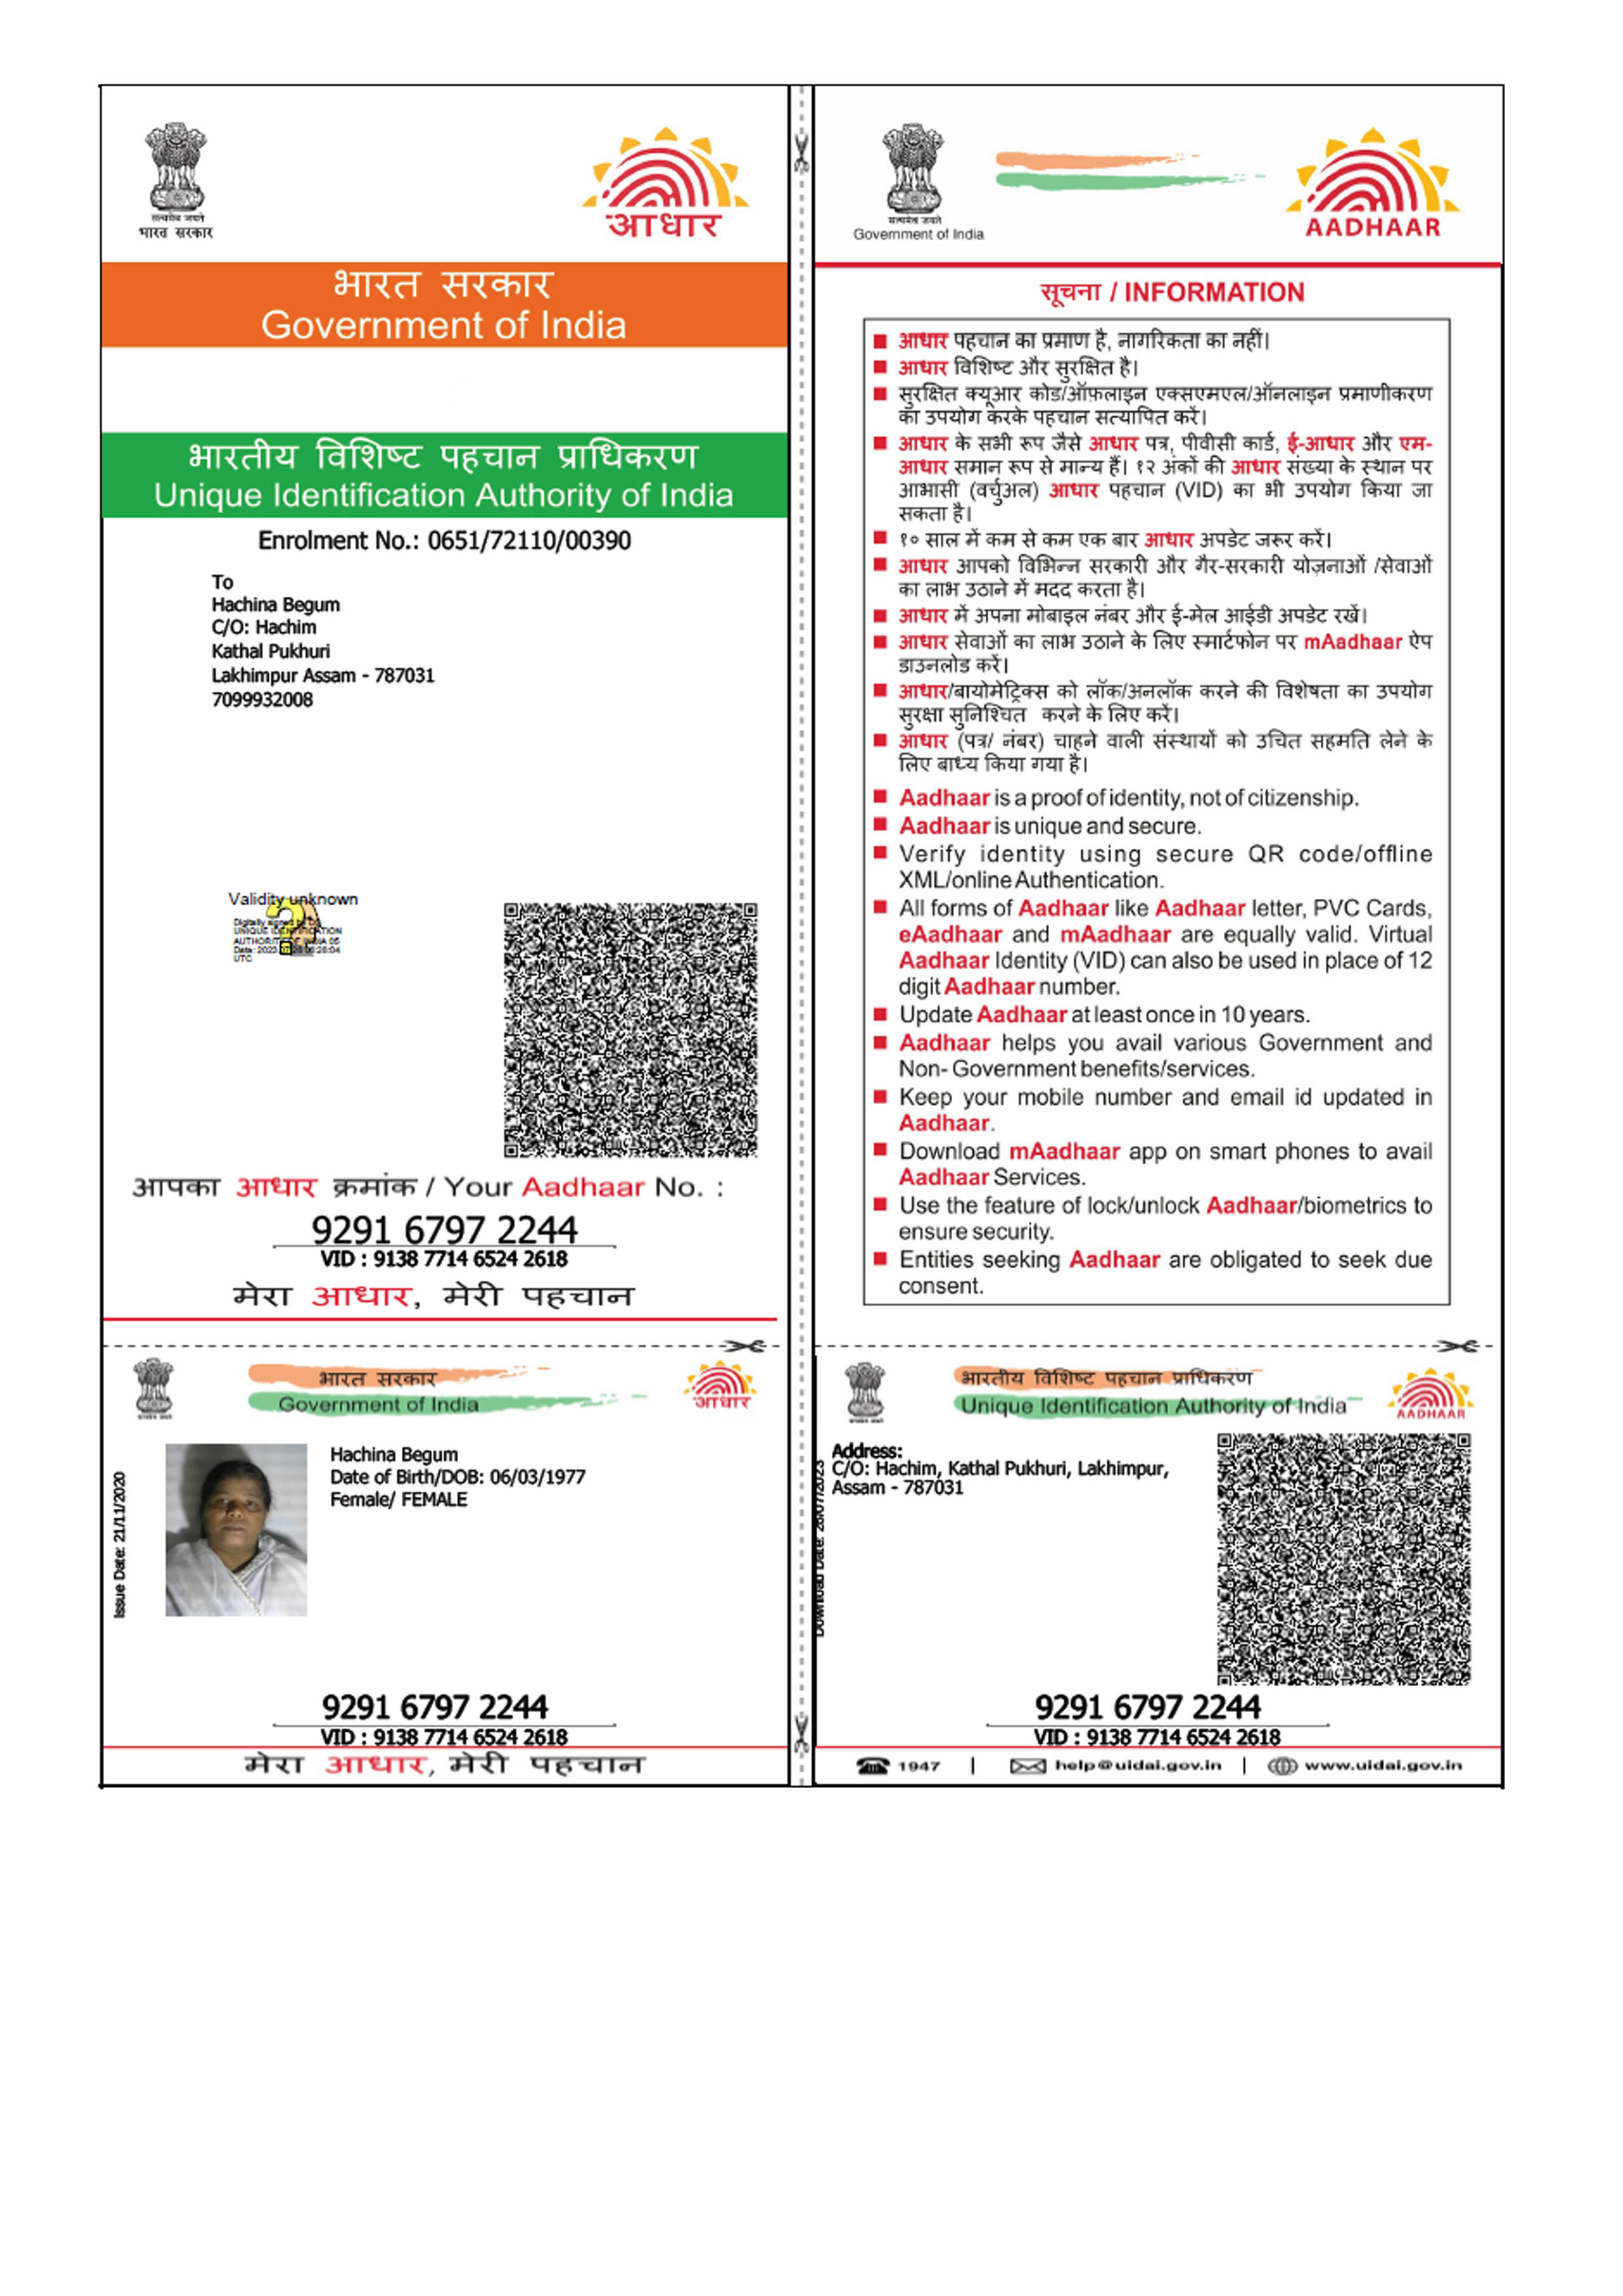 सत्यमेव जयते
भारत सरकार
आधार
भारत सरकार
Government of India
भारतीय विशिष्ट पहचान प्राधिकरण
Unique Identification Authority of India
Enrolment No.: 0651/72110/00390
To
Hachina Begum
C/O: Hachim
Kathal Pukhuri
Lakhimpur Assam - 787031
7099932008
Validity unknown
Digitally signed by
UNIQUE IDENTIFICATION
AUTHORITY OF INDIA 05
UTC
आपका आधार क्रमांक / Your Aadhaar No. :
9291 6797 2244
VID : 9138 7714 6524 2618
मेरा आधार, मेरी पहचान
भारत सरकार
Government of India
आधार
Issue Date: 21/11/2020
Hachina Begum
Date of Birth/DOB: 06/03/1977
Female/ FEMALE
9291 6797 2244
VID : 9138 7714 6524 2618
मेरा आधार, मेरी पहचान
सत्यमेव जयते
Government of India
AADHAAR
सूचना / INFORMATION
आधार पहचान का प्रमाण है, नागरिकता का नहीं।
आधार विशिष्ट और सुरक्षित है।
सुरक्षित क्यूआर कोड/ऑफ़लाइन एक्सएमएल/ऑनलाइन प्रमाणीकरण
का उपयोग करके पहचान सत्यापित करें।
आधार के सभी रूप जैसे आधार पत्र, पीवीसी कार्ड, ई-आधार और एम-
आधार समान रूप से मान्य हैं। १२ अंकों की आधार संख्या के स्थान पर
आभासी (वर्चुअल) आधार पहचान (VID) का भी उपयोग किया जा
सकता है।
१० साल में कम से कम एक बार आधार अपडेट जरूर करें।
आधार आपको विभिन्न सरकारी और गैर-सरकारी योज़नाओं /सेवाओं
का लाभ उठाने में मदद करता है।
आधार में अपना मोबाइल नंबर और ई-मेल आईडी अपडेट रखें।
आधार सेवाओं का लाभ उठाने के लिए स्मार्टफोन पर mAadhaar ऐप
डाउनलोड करें।
आधार/बायोमेट्रिक्स को लॉक/अनलॉक करने की विशेषता का उपयोग
सुरक्षा सुनिश्चित करने के लिए करें।
आधार (पत्र/ नंबर) चाहने वाली संस्थायों को उचित सहमति लेने के
लिए बाध्य किया गया है।
Aadhaar is a proof of identity, not of citizenship.
Aadhaar is unique and secure.
Verify identity using secure QR code/offline
XML/online Authentication.
All forms of Aadhaar like Aadhaar letter, PVC Cards,
eAadhaar and mAadhaar are equally valid. Virtual
Aadhaar Identity (VID) can also be used in place of 12
digit Aadhaar number.
Update Aadhaar at least once in 10 years.
Aadhaar helps you avail various Government and
Non- Government benefits/services.
Keep your mobile number and email id updated in
Aadhaar.
Download mAadhaar app on smart phones to avail
Aadhaar Services.
Use the feature of lock/unlock Aadhaar/biometrics to
ensure security.
Entities seeking Aadhaar are obligated to seek due
consent.
भारतीय विशिष्ट पहचान प्राधिकरण
Unique Identification Authority of India
AADHAAR
Address:
C/O: Hachim, Kathal Pukhuri, Lakhimpur,
Assam - 787031
9291 6797 2244
VID : 9138 7714 6524 2618
1947 | help@uidai.gov.in | www.uidai.gov.in